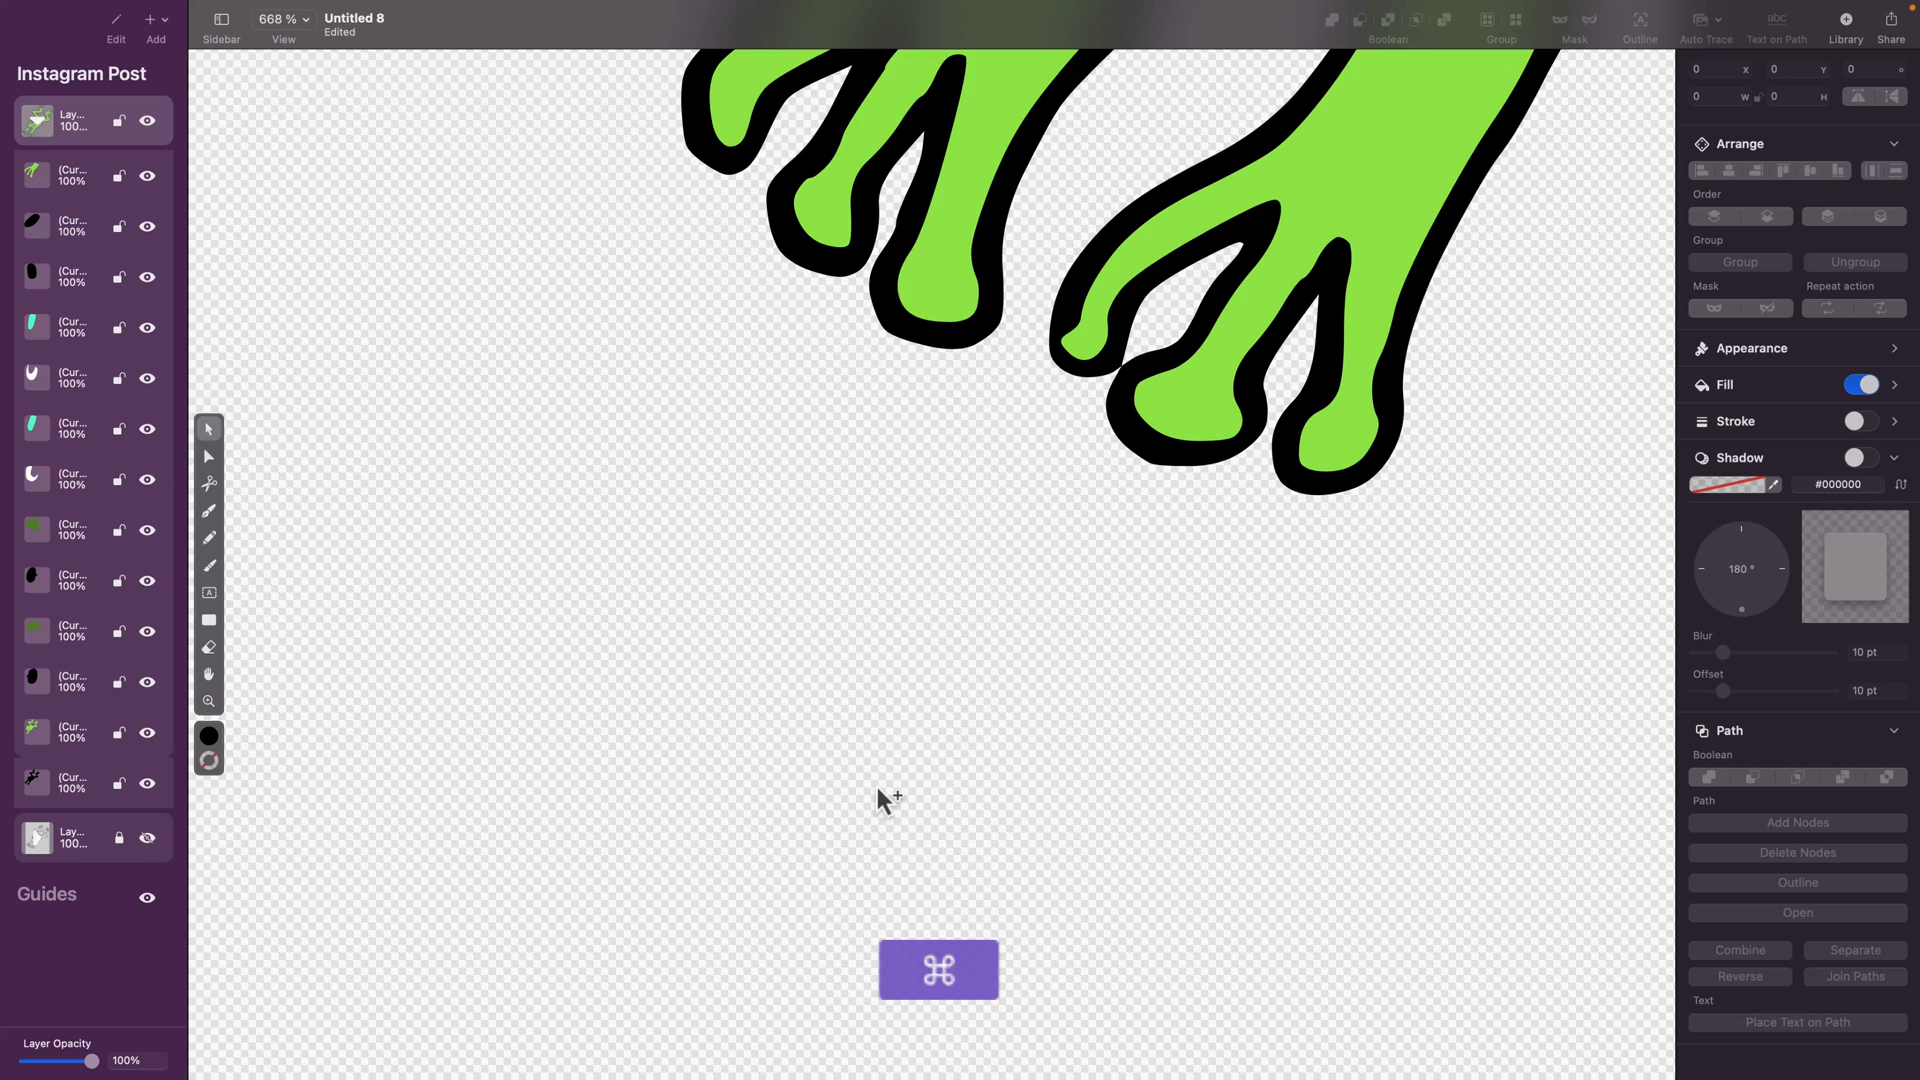 Edit
Add
Sidebar
668 %
View
Untitled 8
Edited
Boolean
Group
Mask
Outline
Auto Trace
abc
Text on Path
Library
Share
Instagram Post
Lay...
100...
(Cur...
100%
(Cur...
100%
(Cur...
100%
(Cur...
100%
(Cur...
100%
(Cur...
100%
(Cur...
100%
(Cur...
100%
(Cur...
100%
(Cur...
100%
(Cur...
100%
(Cur...
100%
(Cur...
100%
Lay...
100...
Guides
Layer Opacity
100%
A
⌘
0 X 0 Y 0 °
0 W 0 H
Arrange
Order
Group
Group Ungroup
Mask Repeat action
Appearance
Fill
Stroke
Shadow
#000000
180 °
Blur
10 pt
Offset
10 pt
Path
Boolean
Path
Add Nodes
Delete Nodes
Outline
Open
Combine Separate
Reverse Join Paths
Text
Place Text on Path